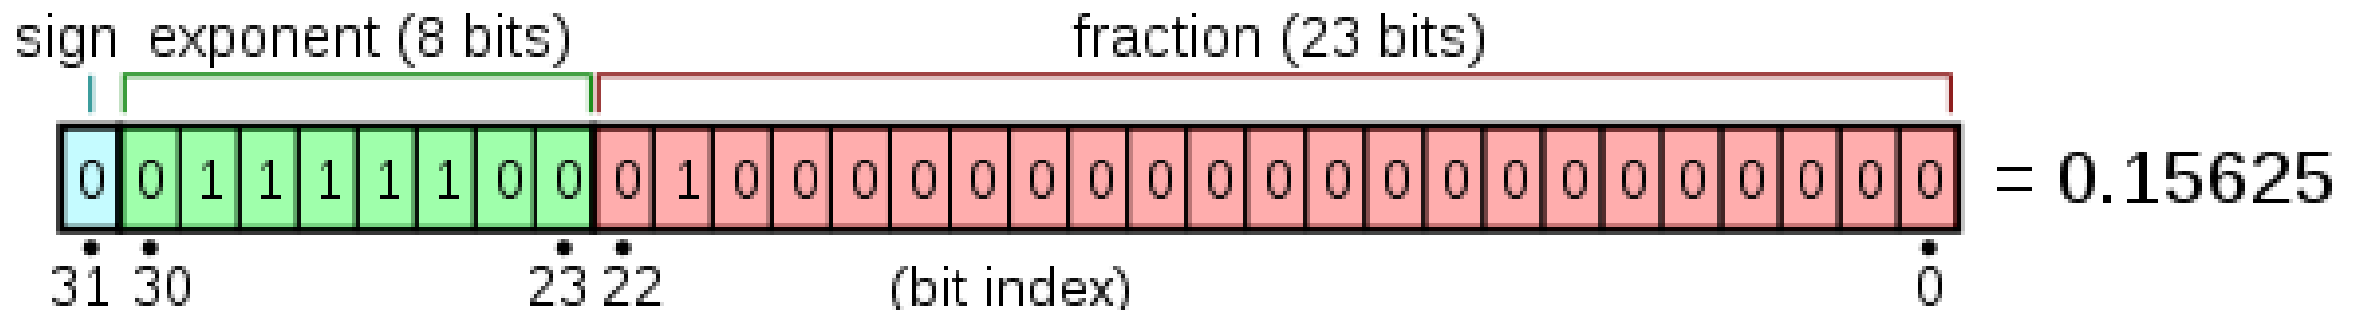 sign exponent (8 bits) fraction (23 bits)
0 0 1 1 1 1 1 0 0 0 1 0 0 0 0 0 0 0 0 0 0 0 0 0 0 0 0 0 0 0 0 0 = 0.15625
31 30 23 22 (bit index) 0